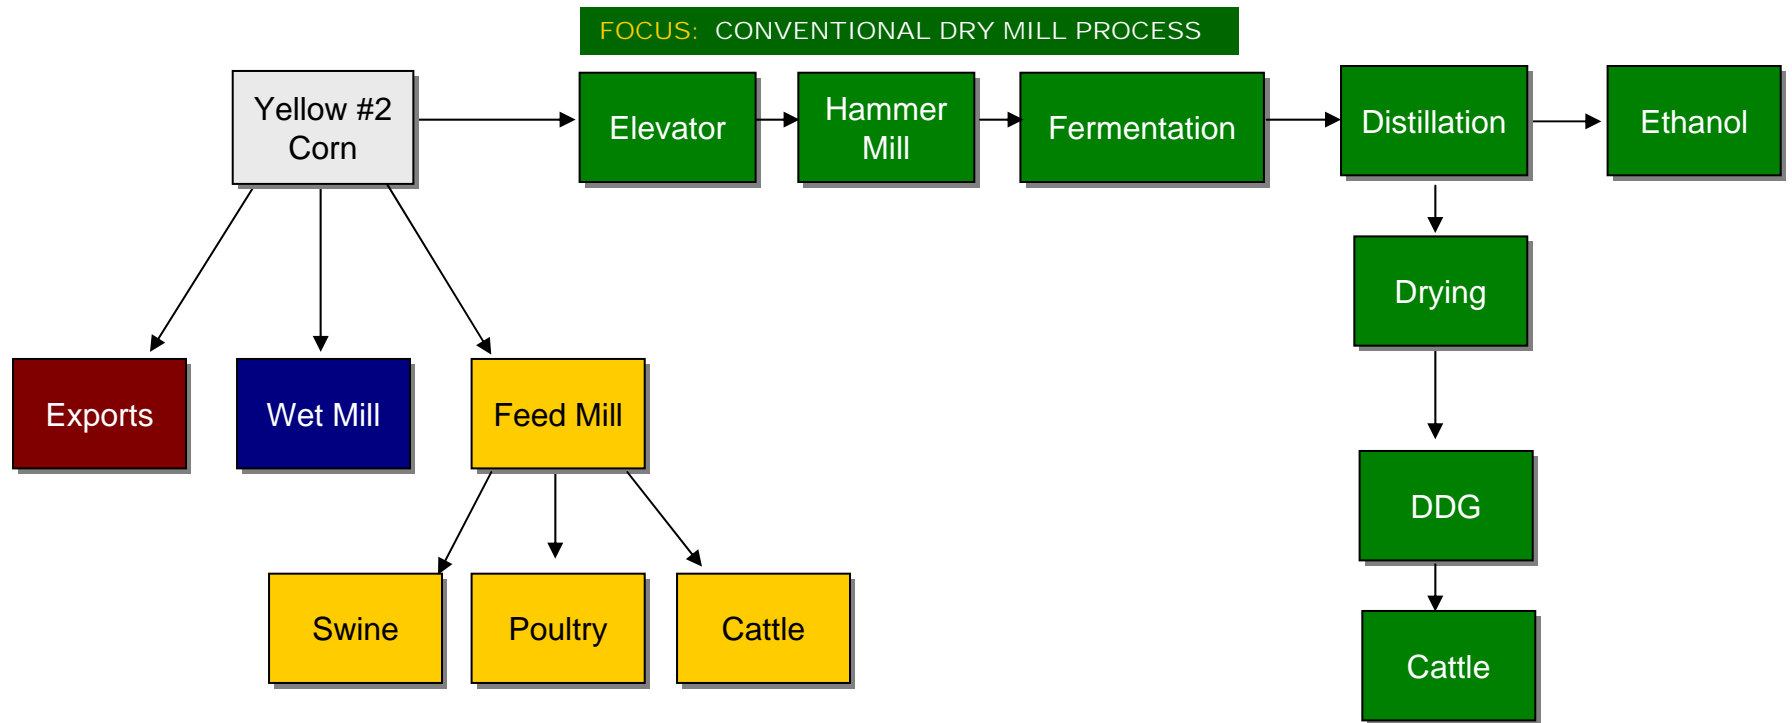 FOCUS: CONVENTIONAL DRY MILL PROCESS
Yellow #2
Corn
Elevator
Hammer
Mill
Fermentation
Distillation
Ethanol
Drying
Exports
Wet Mill
Feed Mill
DDG
Swine
Poultry
Cattle
Cattle